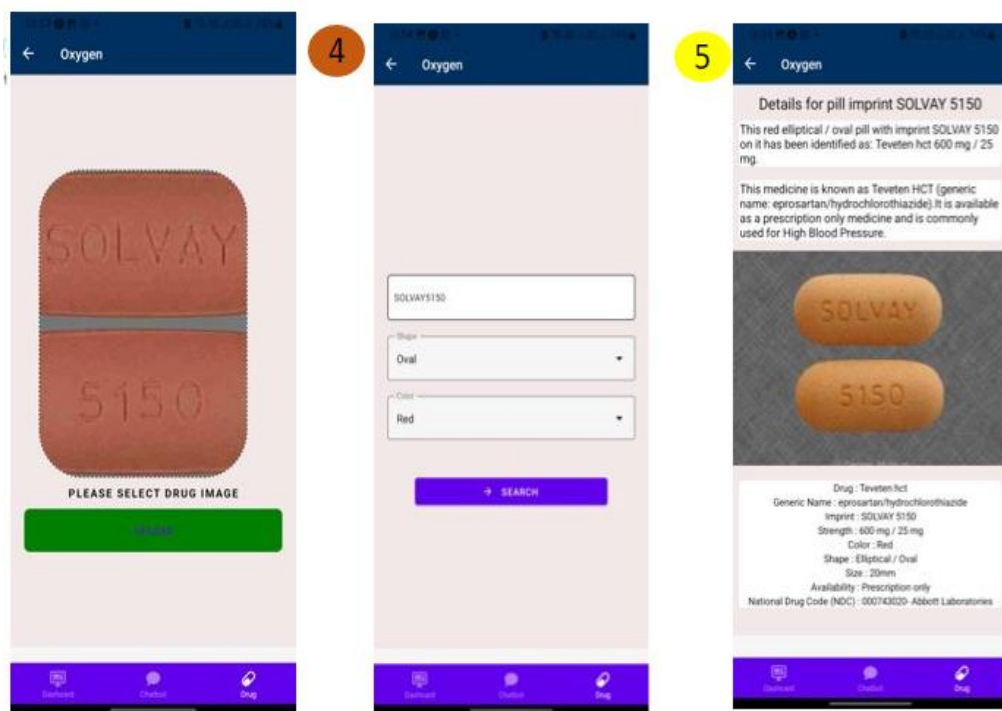 Oxygen
SOLVAY
5150
PLEASE SELECT DRUG IMAGE
UPLOAD
Dashboard
Chatbot
Drug
4
Oxygen
SOLVAY5150
Shape
Oval
Color
Red
SEARCH
Dashboard
Chatbot
Drug
5
Oxygen
Details for pill imprint SOLVAY 5150
This red elliptical / oval pill with imprint SOLVAY 5150
on it has been identified as: Teveten hct 600 mg / 25
mg.
This medicine is known as Teveten HCT (generic
name: eprosartan/hydrochlorothiazide).It is available
as a prescription only medicine and is commonly
used for High Blood Pressure.
SOLVAY
5150
Drug : Teveten hct
Generic Name : eprosartan/hydrochlorothiazide
Imprint : SOLVAY 5150
Strength : 600 mg / 25 mg
Color : Red
Shape : Elliptical / Oval
Size : 20mm
Availability : Prescription only
National Drug Code (NDC) : 000743020- Abbott Laboratories
Dashboard
Chatbot
Drug